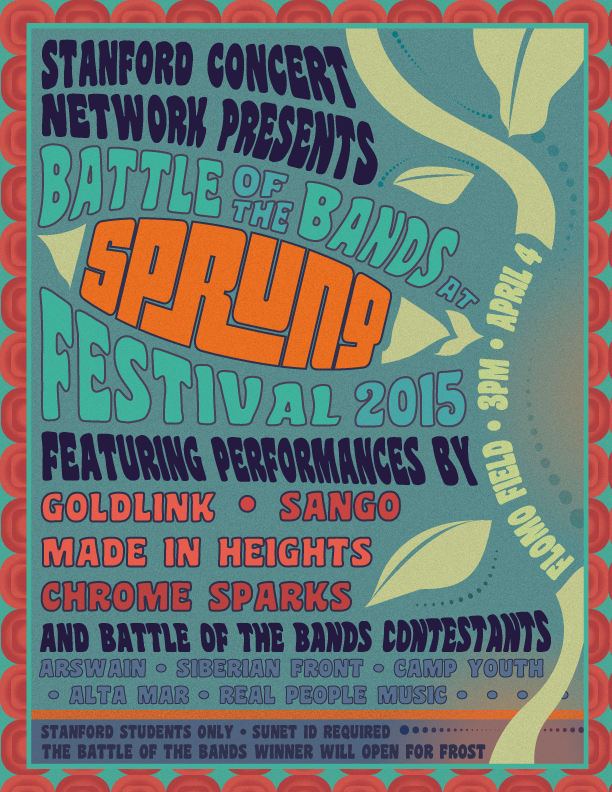 STANFORD CONCERT
NETWORK PRESENTS
BATTLE OF THE BANDS AT
SPRUNG
FESTIVAL 2015
FLOMO FIELD • 3PM • APRIL 4
FEATURING PERFORMANCES BY
GOLDLINK • SANGO
MADE IN HEIGHTS
CHROME SPARKS
AND BATTLE OF THE BANDS CONTESTANTS
ARSWAIN • SIBERIAN FRONT • CAMP YOUTH
• ALTA MAR • REAL PEOPLE MUSIC • • • •
STANFORD STUDENTS ONLY • SUNET ID REQUIRED
THE BATTLE OF THE BANDS WINNER WILL OPEN FOR FROST